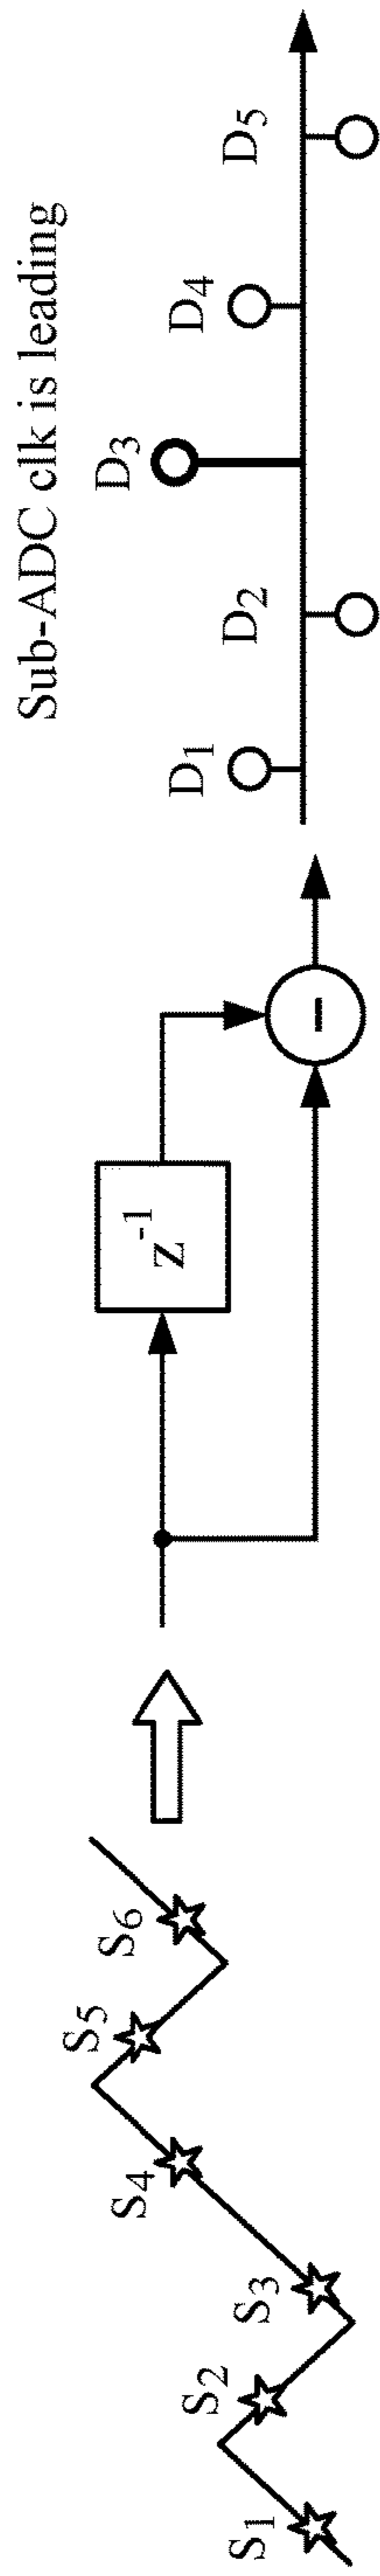 S1
S2
S3
S4
S5
S6
z-1
−
Sub-ADC clk is leading
D1
D2
D3
D4
D5